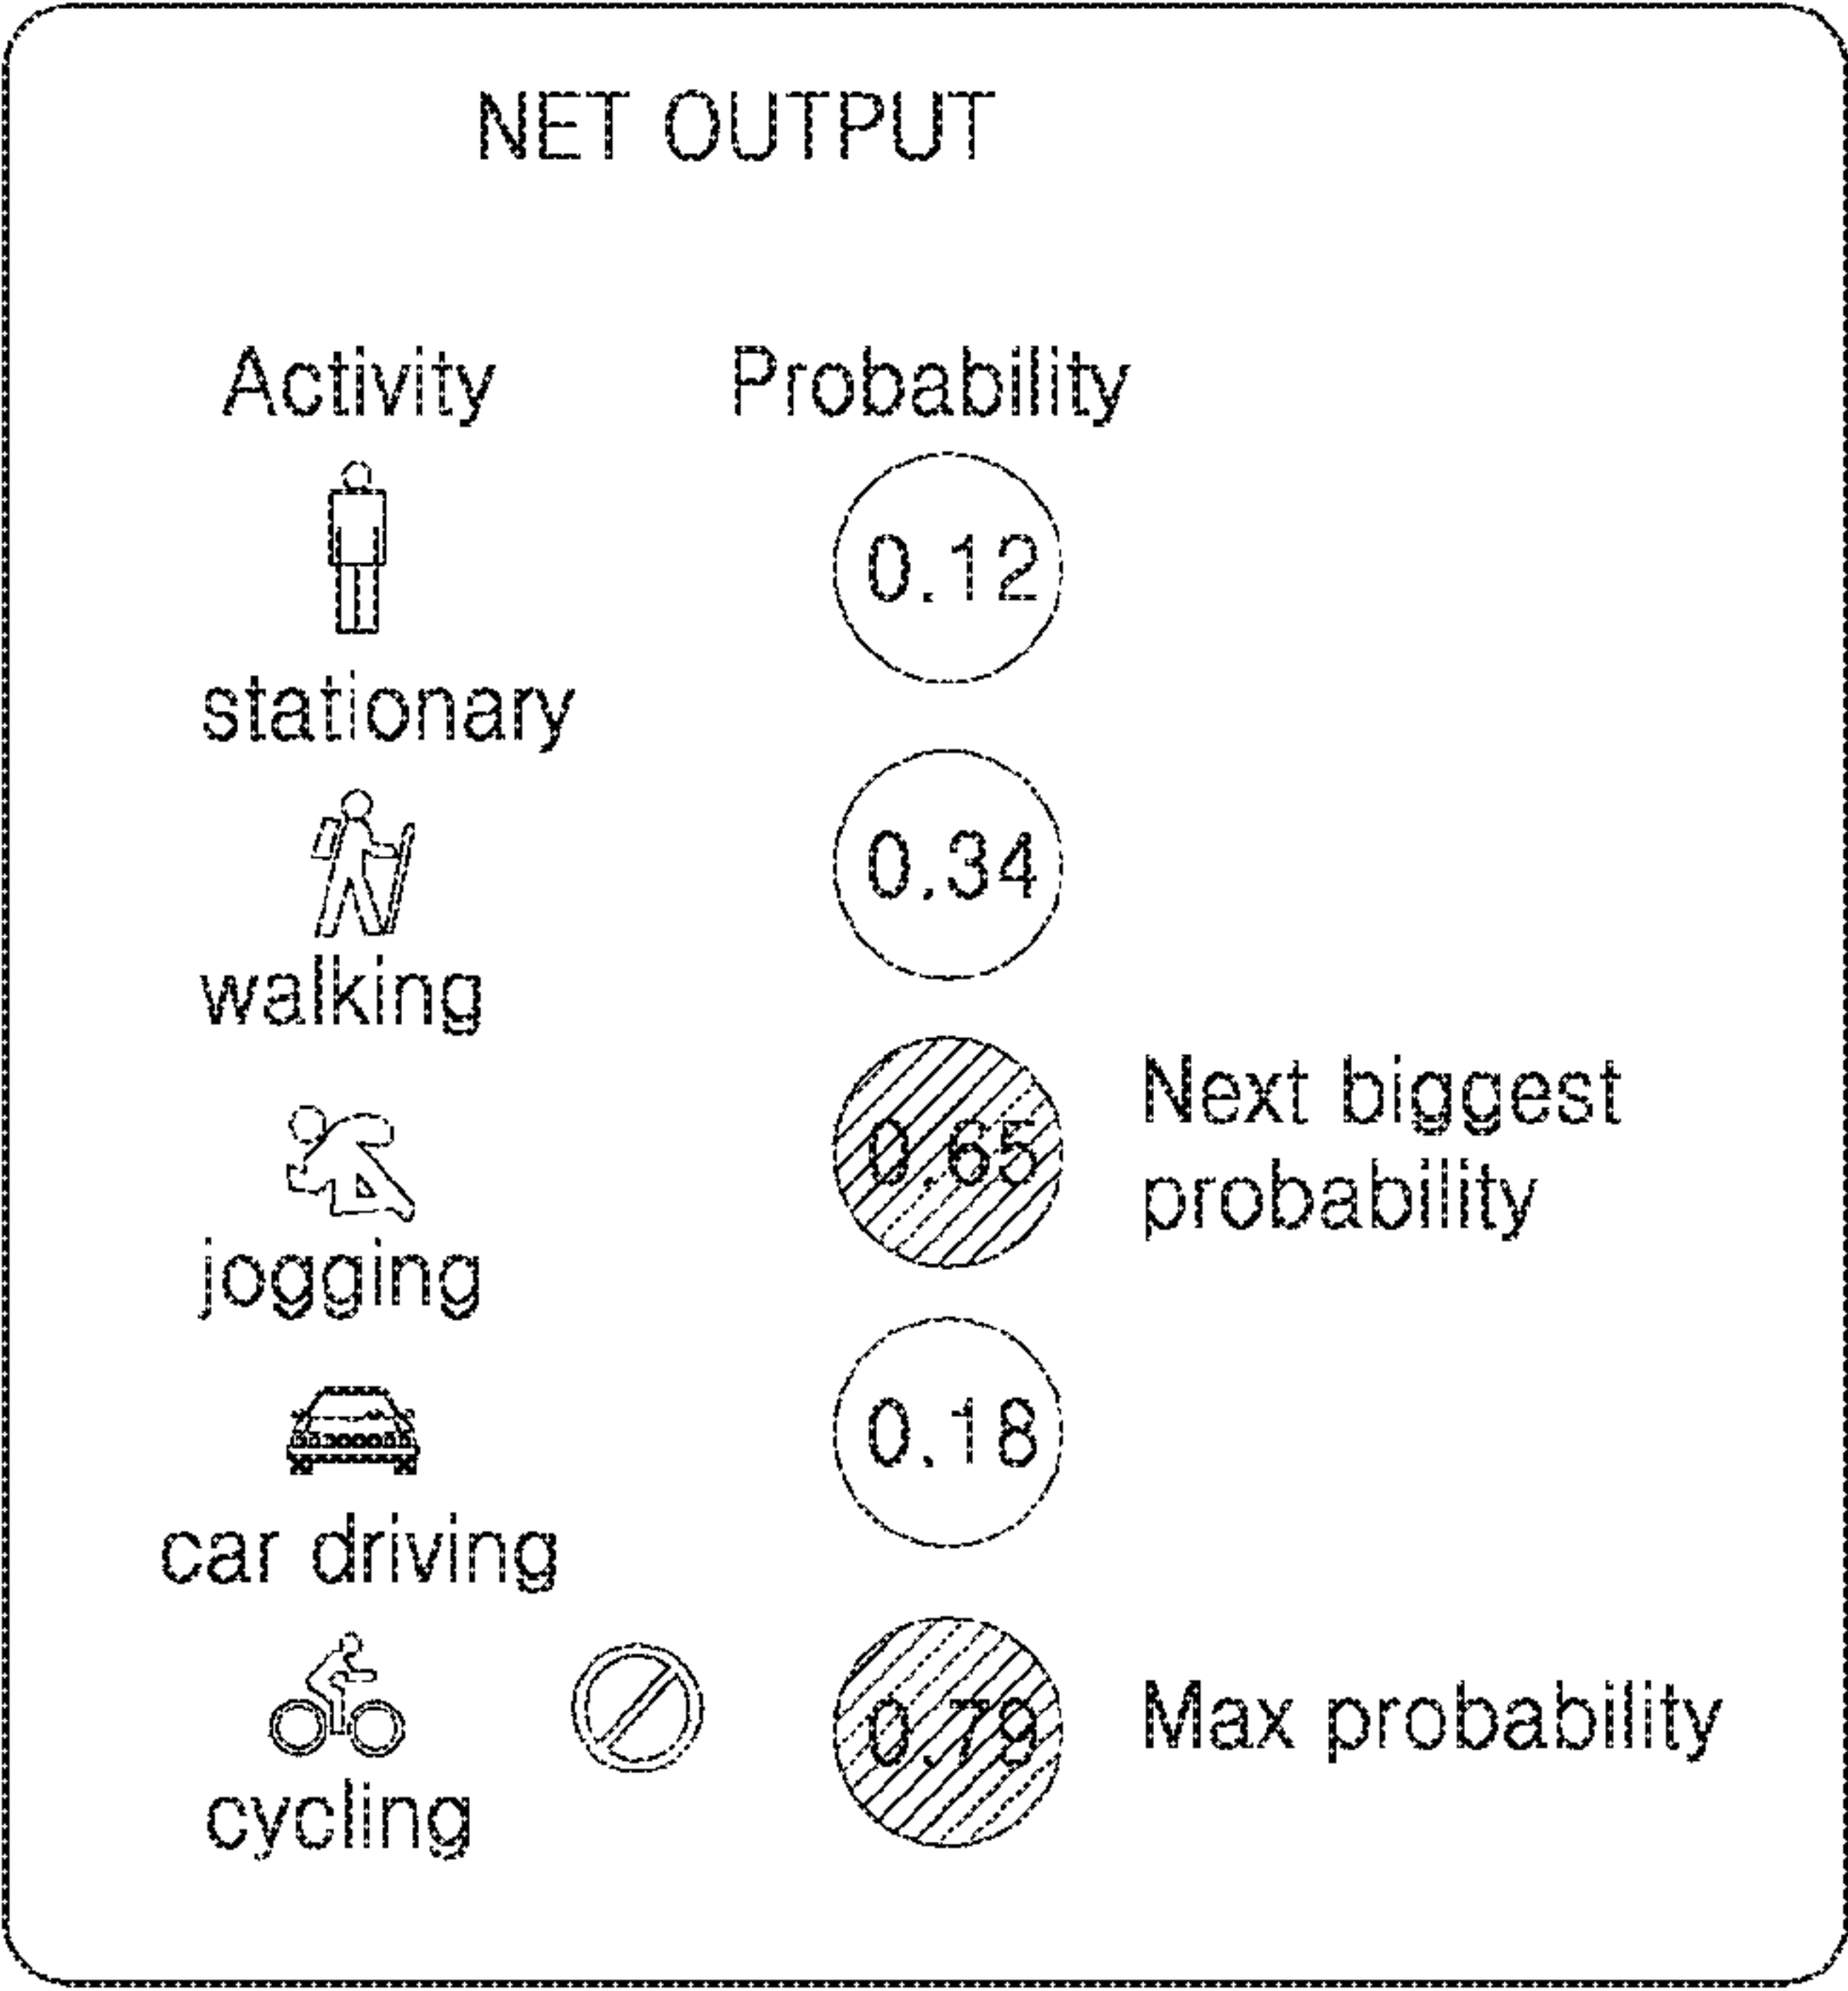 NET OUTPUT
Activity Probability
0.12
stationary
0.34
walking
0.65 Next biggest
probability
jogging
0.18
car driving
0.79 Max probability
cycling